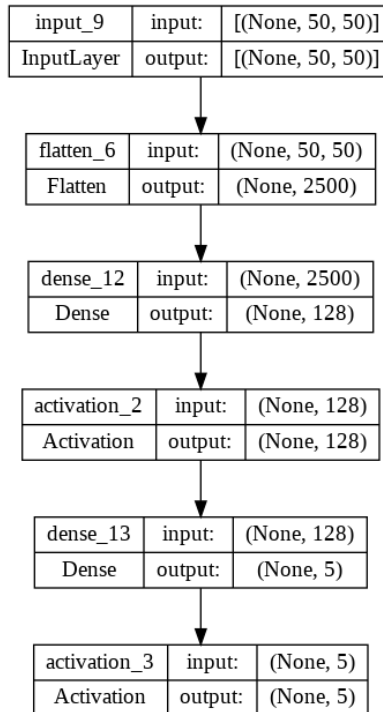 input_9 input: [(None, 50, 50)]
InputLayer output: [(None, 50, 50)]
flatten_6 input: (None, 50, 50)
Flatten output: (None, 2500)
dense_12 input: (None, 2500)
Dense output: (None, 128)
activation_2 input: (None, 128)
Activation output: (None, 128)
dense_13 input: (None, 128)
Dense output: (None, 5)
activation_3 input: (None, 5)
Activation output: (None, 5)